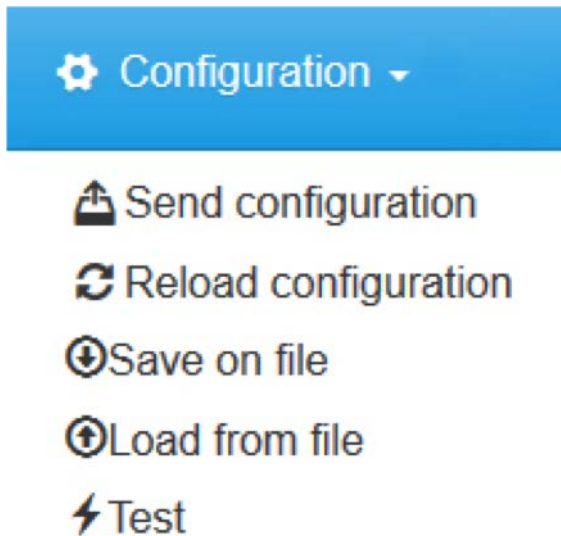 Configuration
Send configuration
Reload configuration
Save on file
Load from file
Test